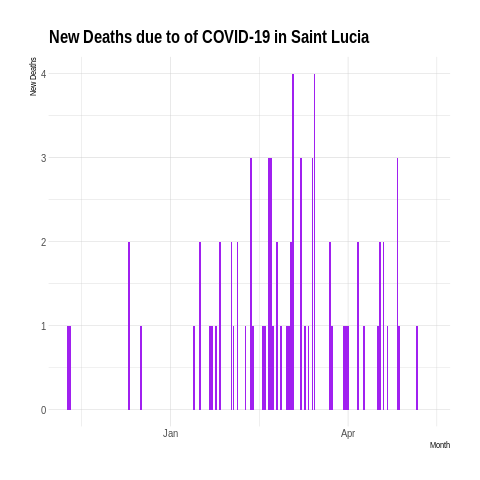 New Deaths due to of COVID-19 in Saint Lucia
New Deaths
4
3
2
1
0
Jan
Apr
Month